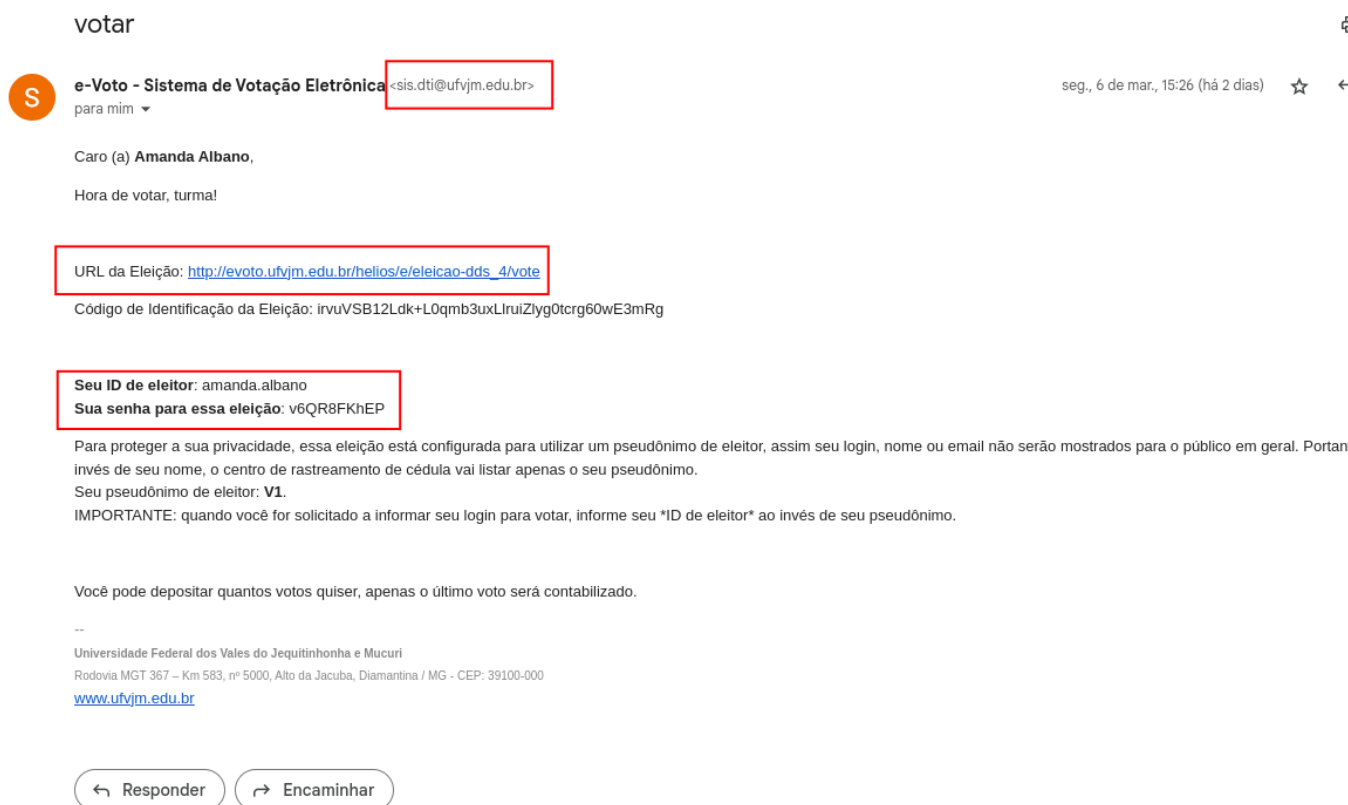 votar
e-Voto - Sistema de Votação Eletrônica <sis.dti@ufvjm.edu.br>
seg., 6 de mar., 15:26 (há 2 dias)
S
para mim
Caro (a) Amanda Albano,
Hora de votar, turma!
URL da Eleição: http://evoto.ufvjm.edu.br/helios/e/eleicao-dds_4/vote
Código de Identificação da Eleição: irvuVSB12Ldk+L0qmb3uxLIruiZlyg0tcrg60wE3mRg
Seu ID de eleitor: amanda.albano
Sua senha para essa eleição: v6QR8FKhEP
Para proteger a sua privacidade, essa eleição está configurada para utilizar um pseudônimo de eleitor, assim seu login, nome ou email não serão mostrados para o público em geral. Portan
invés de seu nome, o centro de rastreamento de cédula vai listar apenas o seu pseudônimo.
Seu pseudônimo de eleitor: V1.
IMPORTANTE: quando você for solicitado a informar seu login para votar, informe seu *ID de eleitor* ao invés de seu pseudônimo.
Você pode depositar quantos votos quiser, apenas o último voto será contabilizado.
--
Universidade Federal dos Vales do Jequitinhonha e Mucuri
Rodovia MGT 367 – Km 583, nº 5000, Alto da Jacuba, Diamantina / MG - CEP: 39100-000
www.ufvjm.edu.br
Responder
Encaminhar